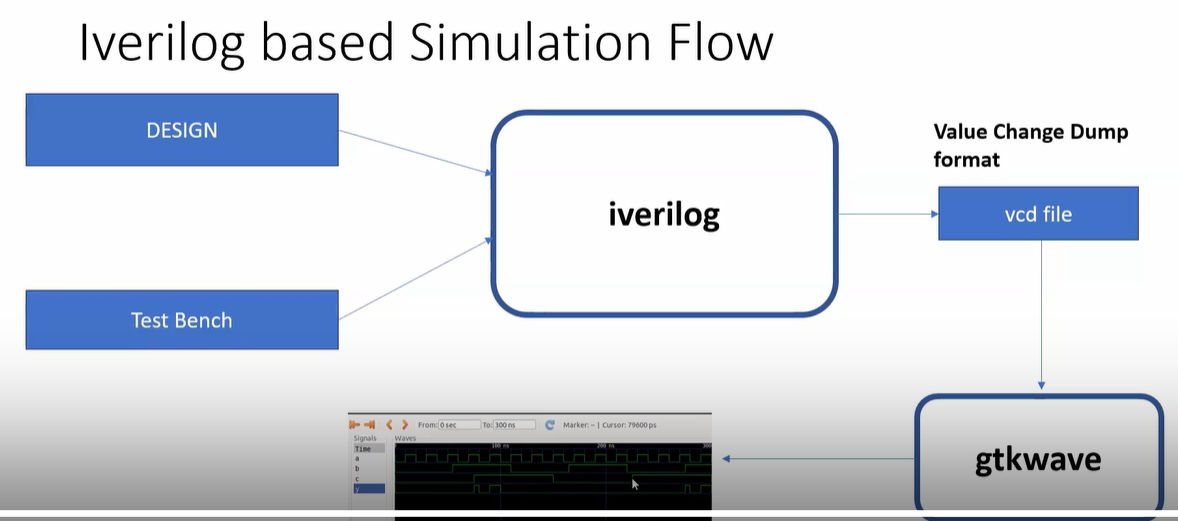 Iverilog based Simulation Flow
DESIGN
Test Bench
iverilog
Value Change Dump
format
vcd file
gtkwave
From: 0 sec To: 300 ns Marker: -- | Cursor: 79600 ps
Signals Waves
Time
100 ns 200 ns
a
b
c
y